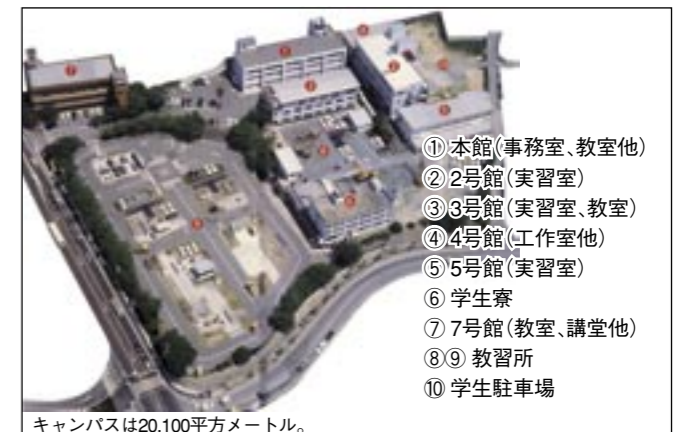 ① 本館(事務室、教室他)
② 2号館(実習室)
③ 3号館(実習室、教室)
④ 4号館(工作室他)
⑤ 5号館(実習室)
⑥ 学生寮
⑦ 7号館(教室、講堂他)
⑧⑨ 教習所
⑩ 学生駐車場
キャンパスは20,100平方メートル。